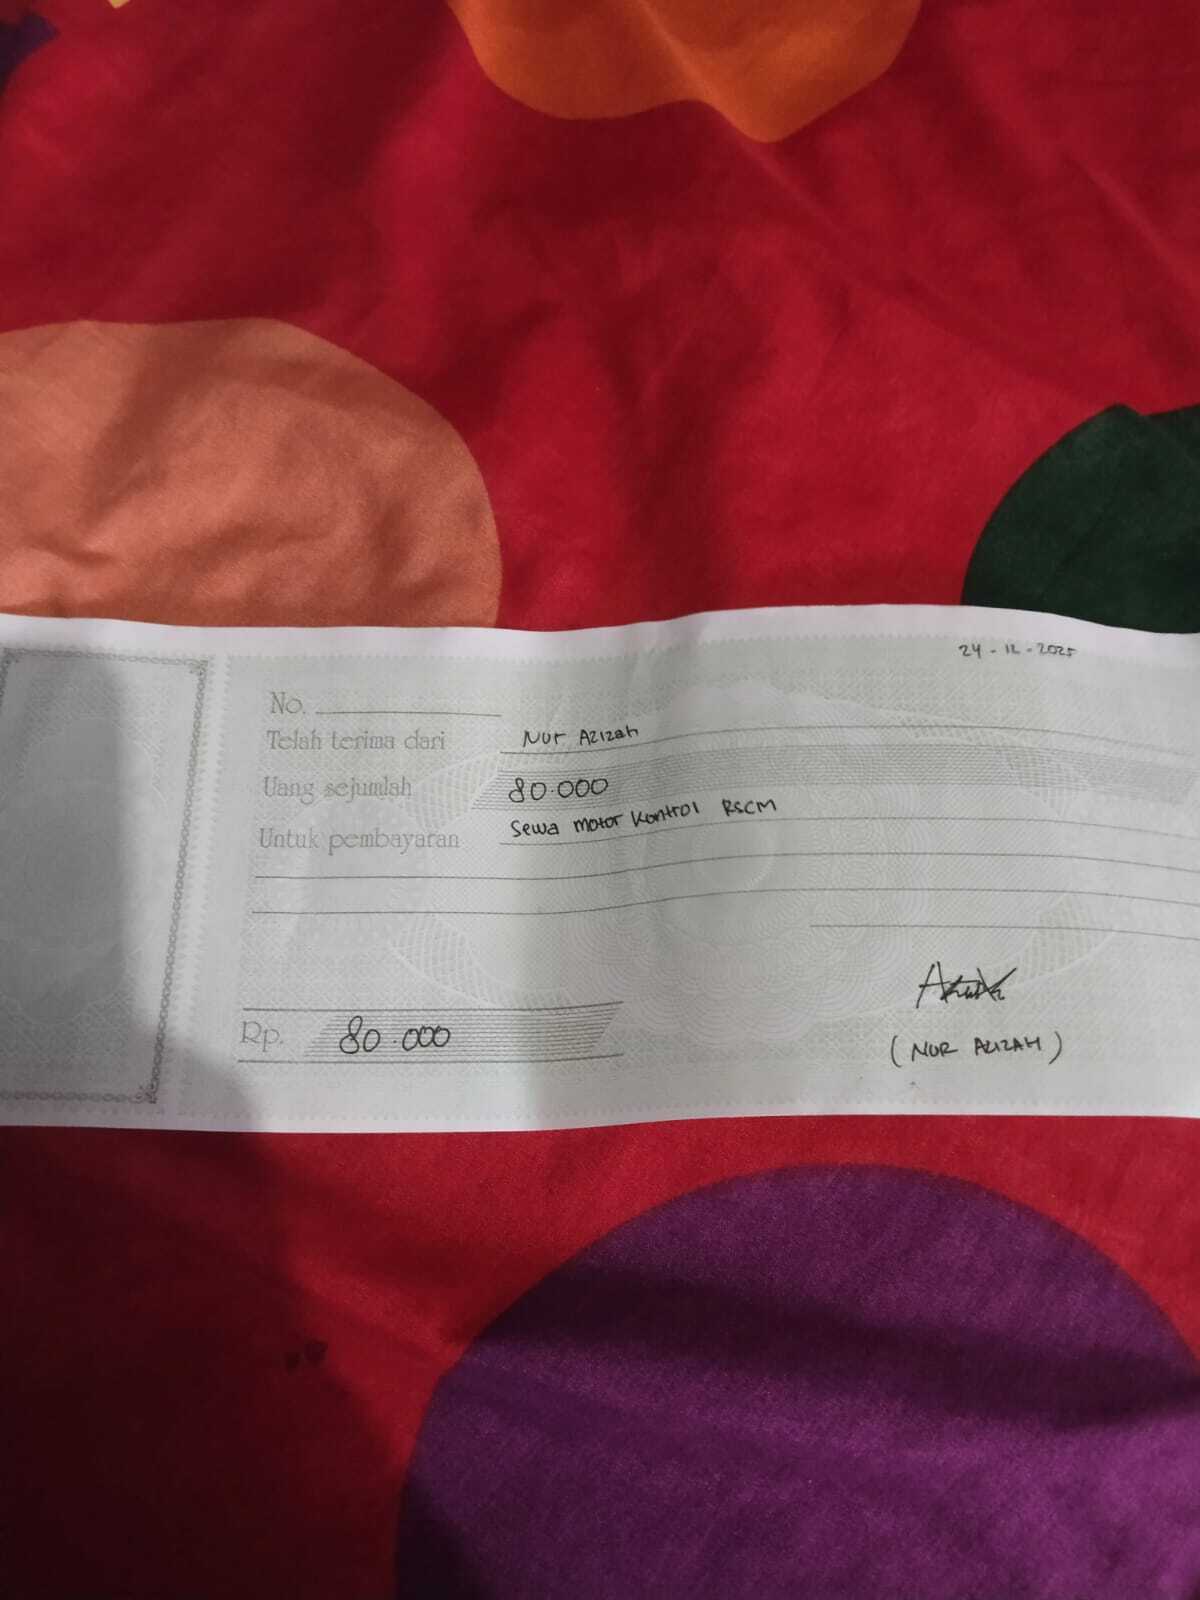 24-12-2025
No.
Telah terima dari Nur Azizah
Uang sejumlah 80.000
Untuk pembayaran Sewa motor Kontrol RSCM
Rp. 80.000
(NUR AZIZAH)